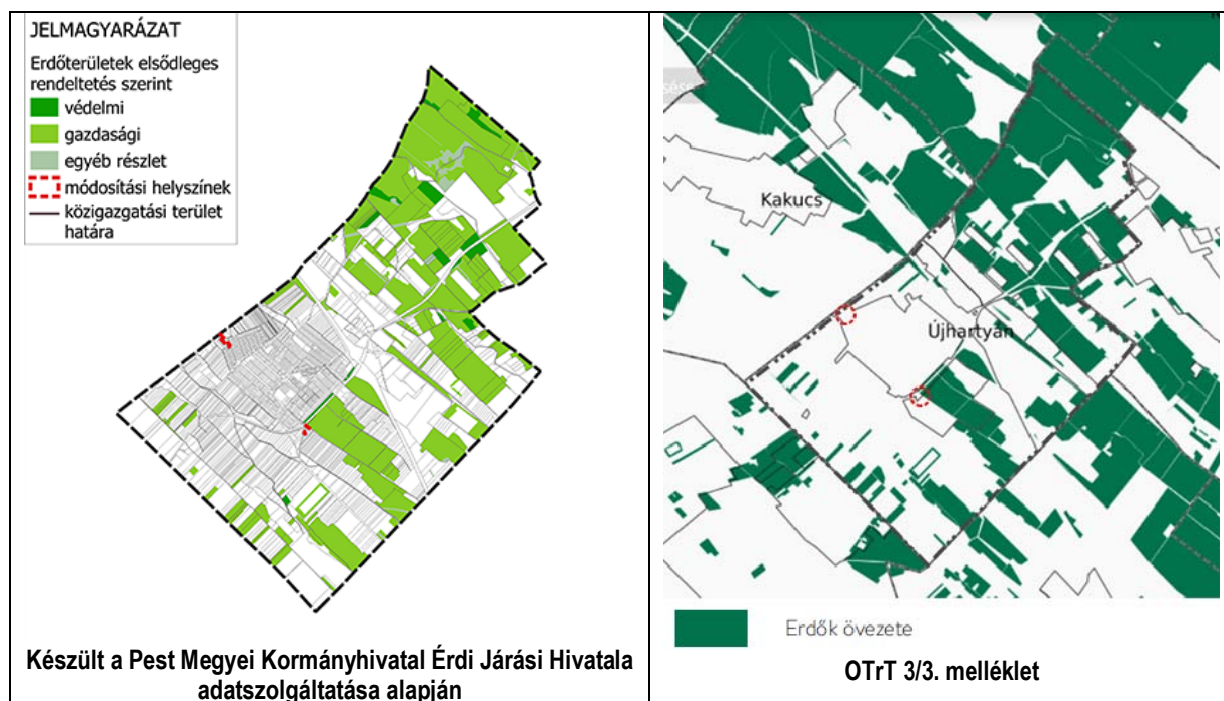 JELMAGYARÁZAT
Erdőterületek elsődleges
rendeltetés szerint
védelmi
gazdasági
egyéb részlet
módosítási helyszínek
közigazgatási terület
határa
Készült a Pest Megyei Kormányhivatal Érdi Járási Hivatala
adatszolgáltatása alapján
Kakucs
Újhartyán
Erdők övezete
OTrT 3/3. melléklet